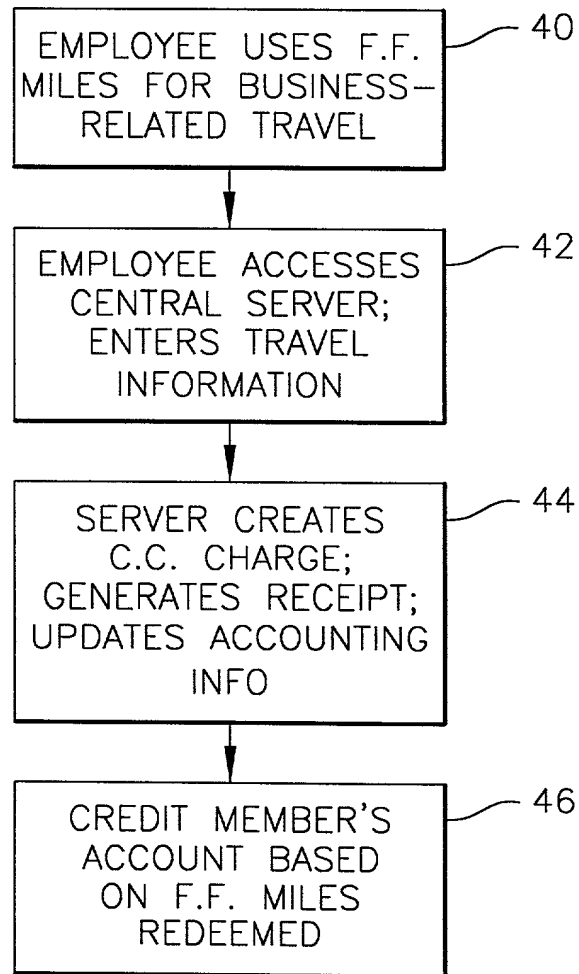 EMPLOYEE USES F.F.
MILES FOR BUSINESS-
RELATED TRAVEL
40
EMPLOYEE ACCESSES
CENTRAL SERVER;
ENTERS TRAVEL
INFORMATION
42
SERVER CREATES
C.C. CHARGE;
GENERATES RECEIPT;
UPDATES ACCOUNTING
INFO
44
CREDIT MEMBER'S
ACCOUNT BASED
ON F.F. MILES
REDEEMED
46